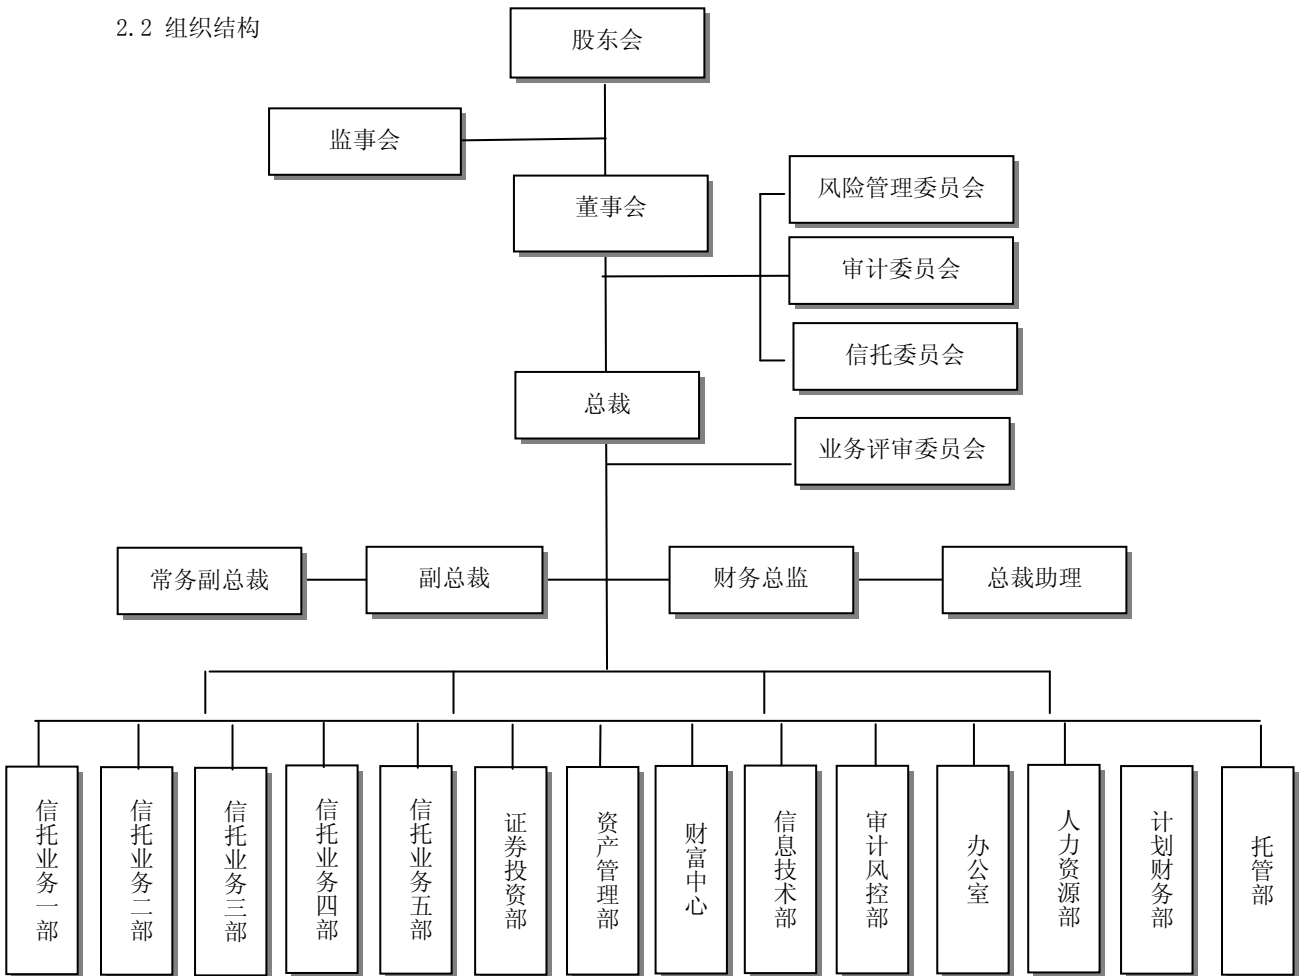 2.2 组织结构
股东会
监事会
董事会
风险管理委员会
审计委员会
信托委员会
总裁
业务评审委员会
常务副总裁
副总裁
财务总监
总裁助理
信托业务一部
信托业务二部
信托业务三部
信托业务四部
信托业务五部
证券投资部
资产管理部
财富中心
信息技术部
审计风控部
办公室
人力资源部
计划财务部
托管部